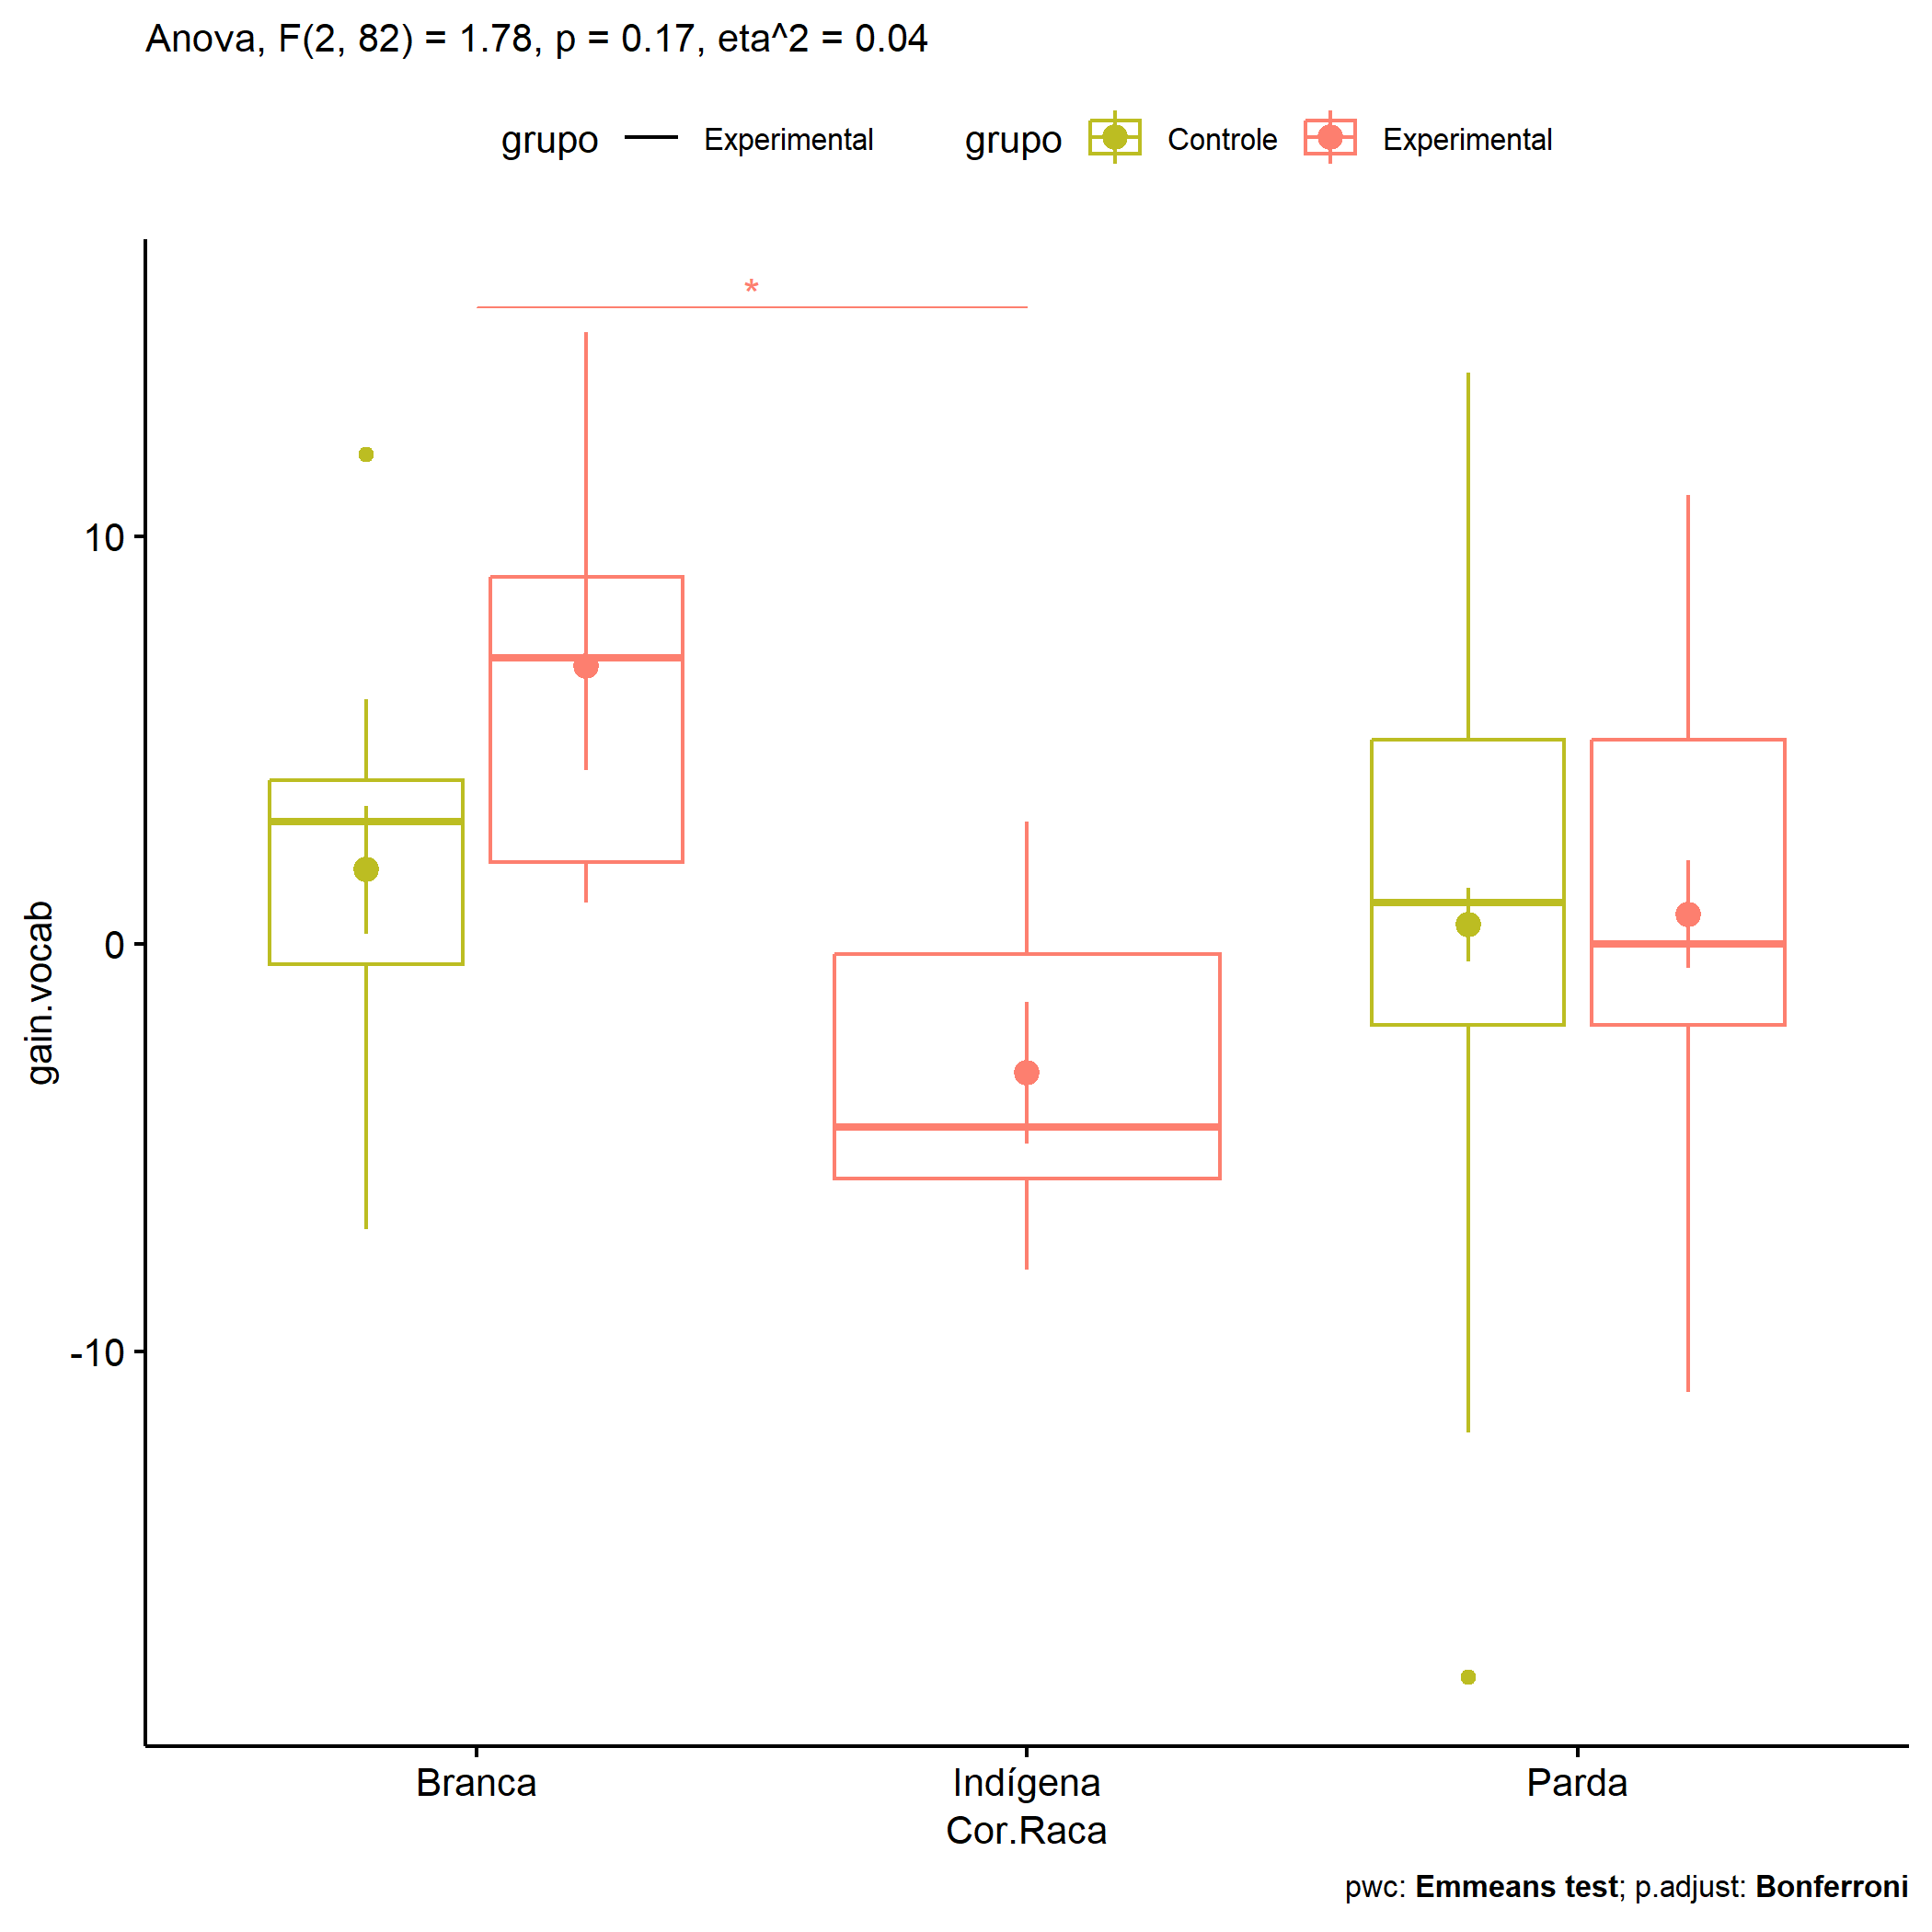 Anova, F(2, 82) = 1.78, p = 0.17, eta^2 = 0.04
grupo Experimental grupo Controle Experimental
*
10
0
-10
gain.vocab
Branca Indígena Parda
Cor.Raca
pwc: Emmeans test; p.adjust: Bonferroni